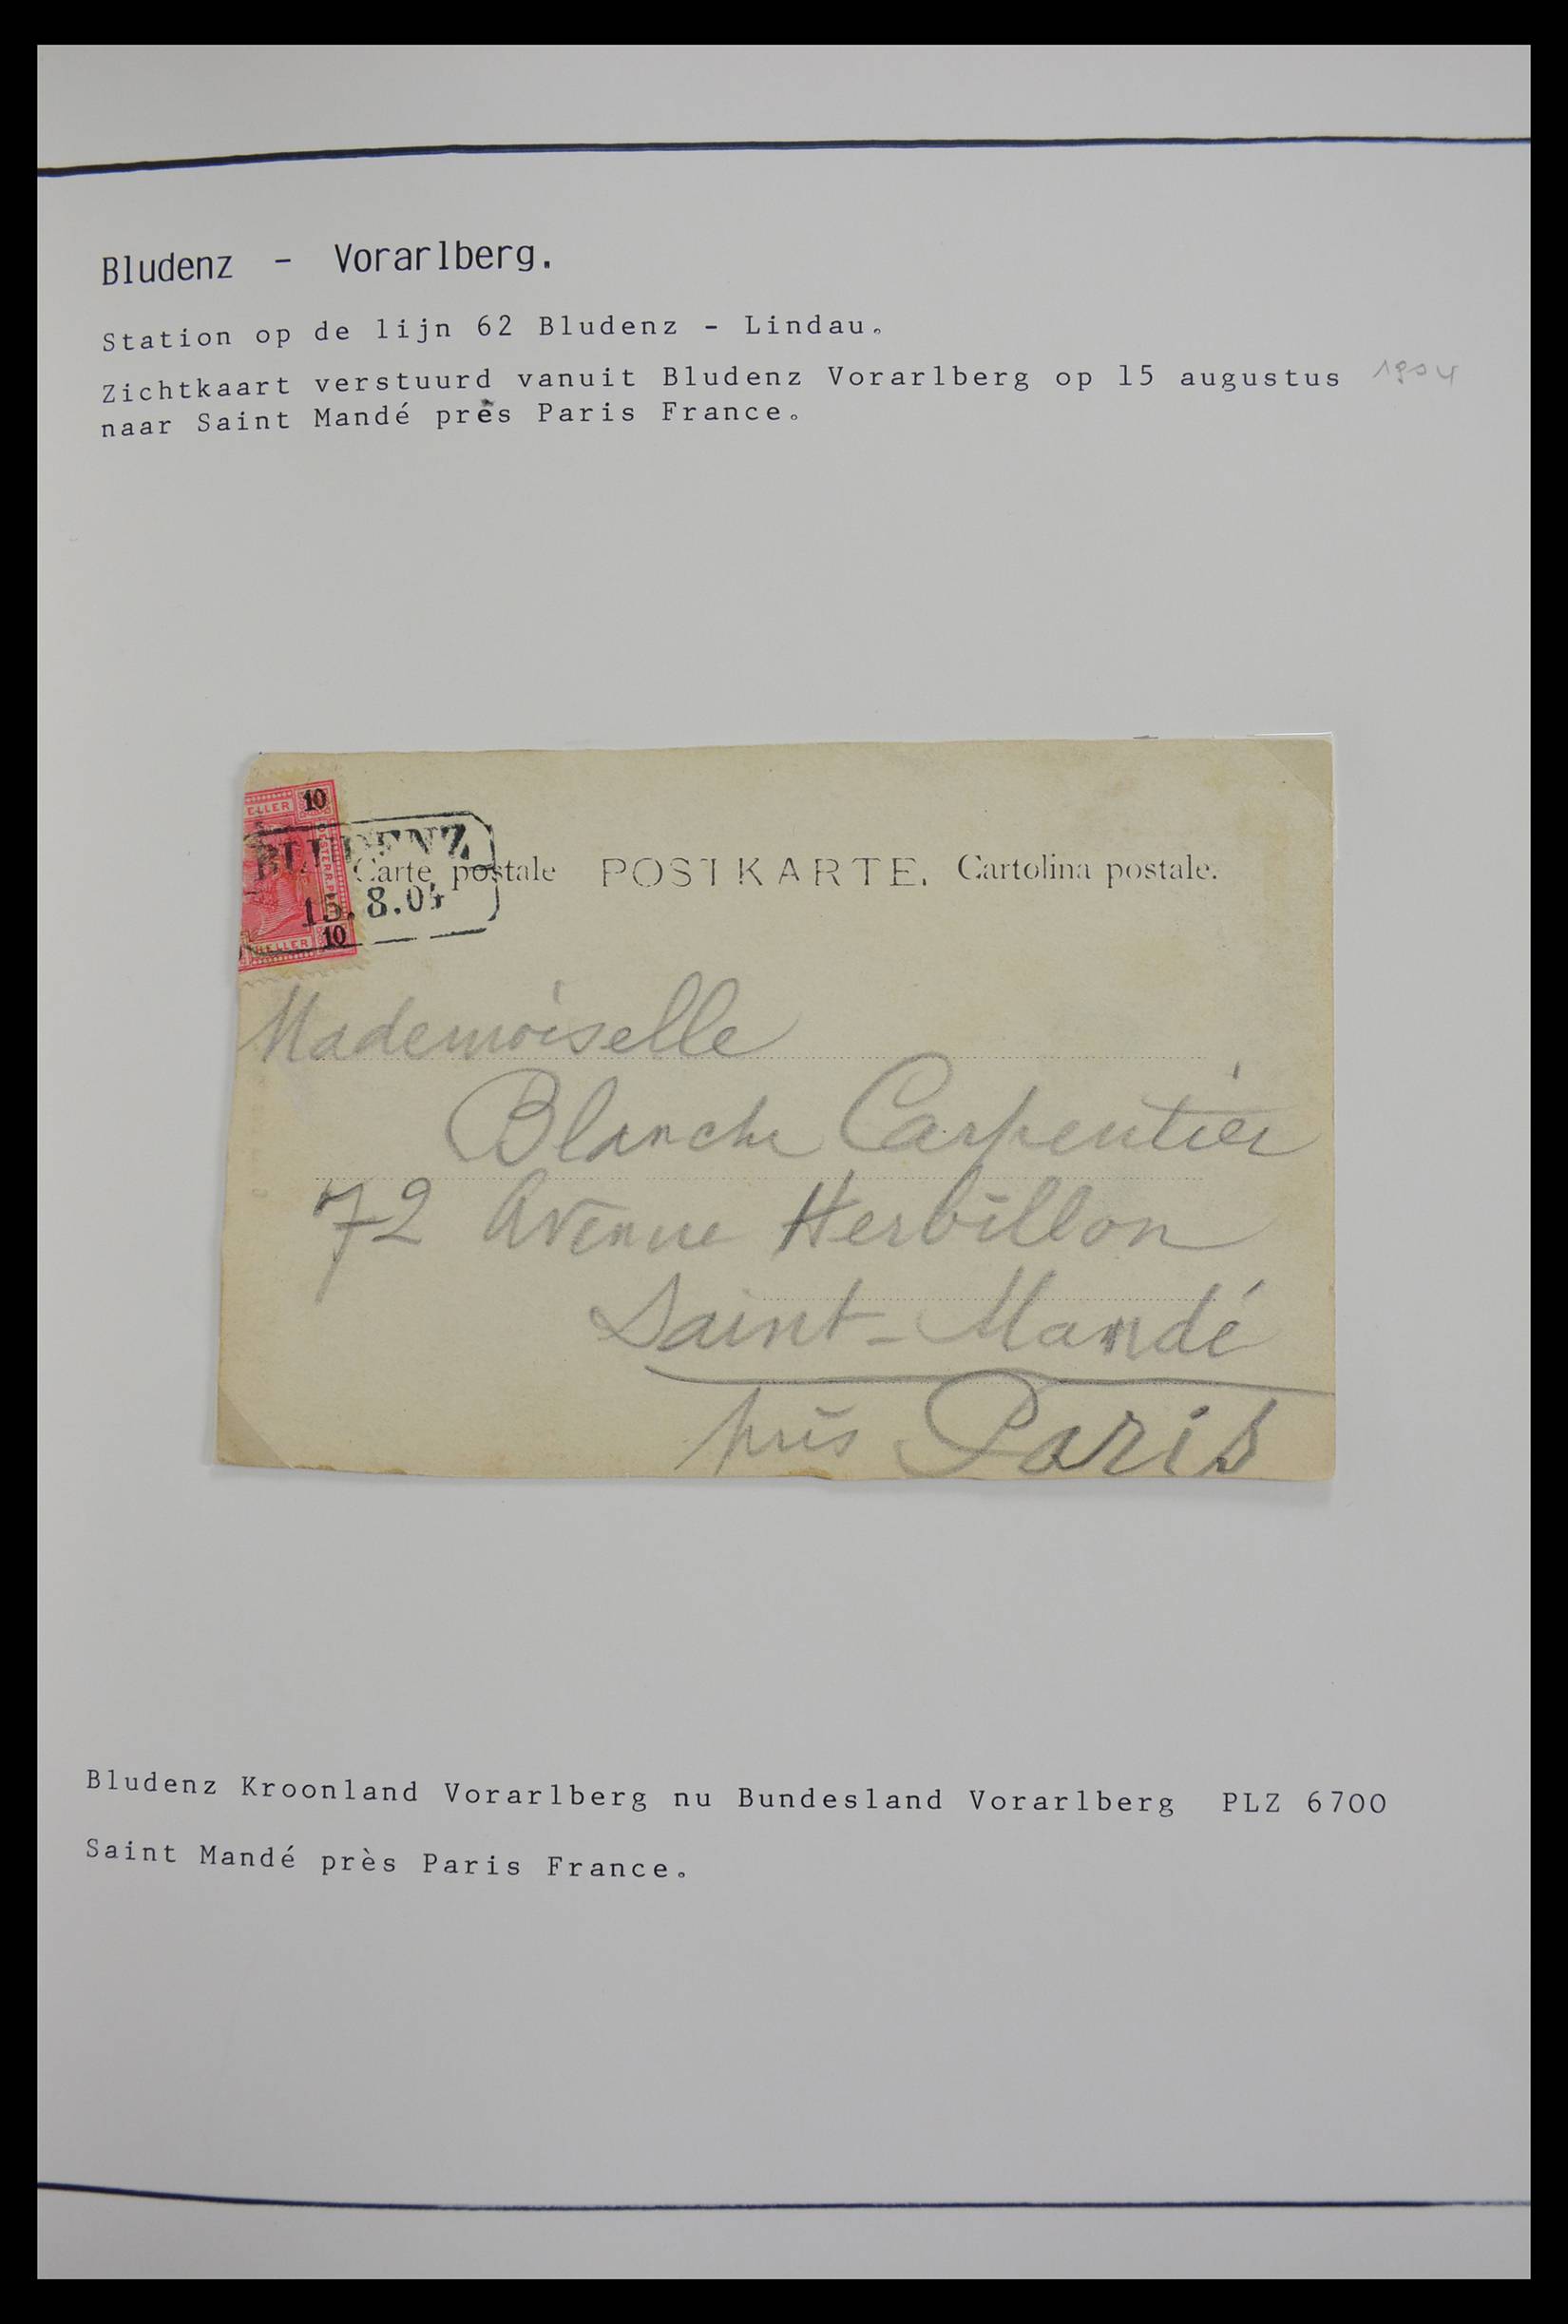 Bludenz - Vorarlberg.
Station op de lijn 62 Bludenz - Lindau.
Zichtkaart verstuurd vanuit Bludenz Vorarlberg op 15 augustus 1904
naar Saint Mandé près Paris France.
ELLER 10
BLUDENZ
Carte postale POSTKARTE. Cartolina postale.
15.8.04
HELLER 10
Mademoiselle
Blanche Carpentier
72 Avenue Herbillon
Saint-Mandé
près Paris
Bludenz Kroonland Vorarlberg nu Bundesland Vorarlberg PLZ 6700
Saint Mandé près Paris France.